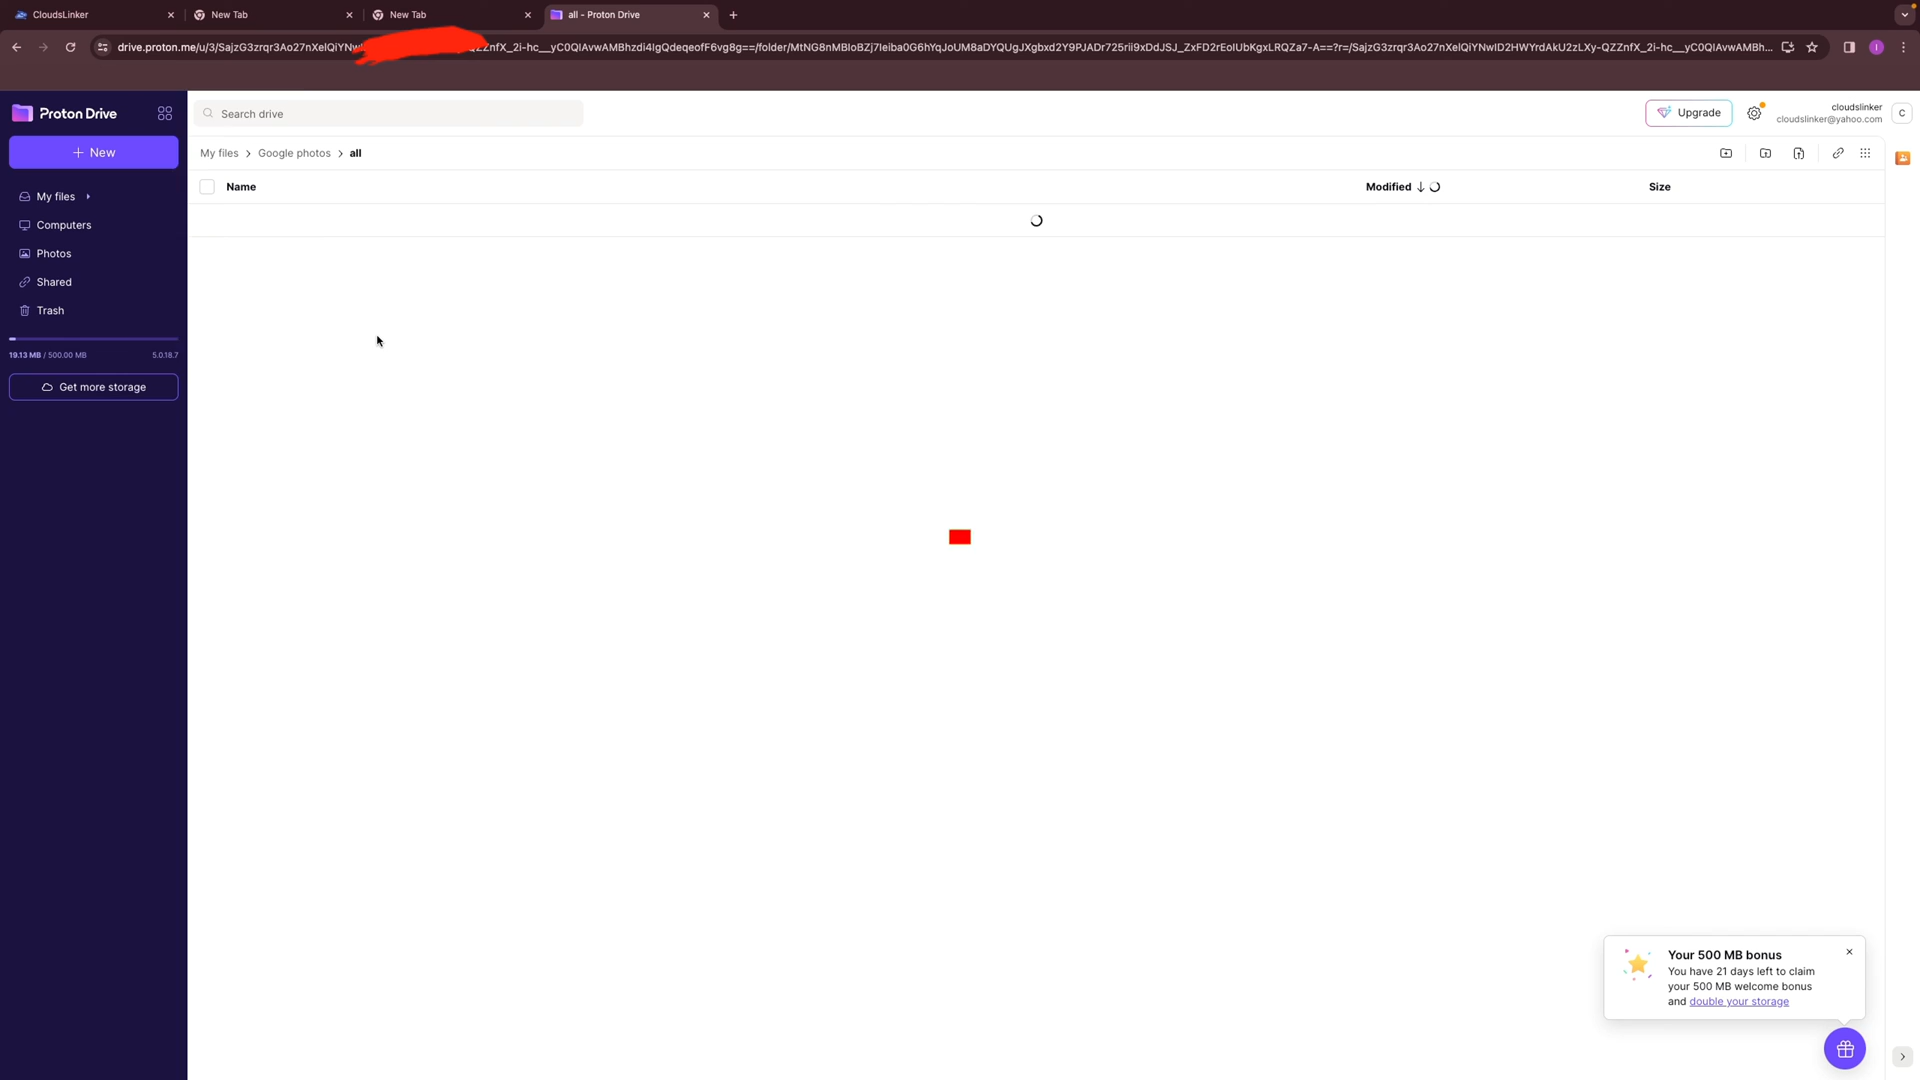 CloudsLinker
New Tab
New Tab
all - Proton Drive
Proton Drive
Search drive
Upgrade
cloudslinker
cloudslinker@yahoo.com
C
New
My files > Google photos > all
My files
Computers
Photos
Shared
Trash
19.13 MB / 500.00 MB
5.0.18.7
Get more storage
Name
Modified
Size
Your 500 MB bonus
You have 21 days left to claim
your 500 MB welcome bonus
and double your storage